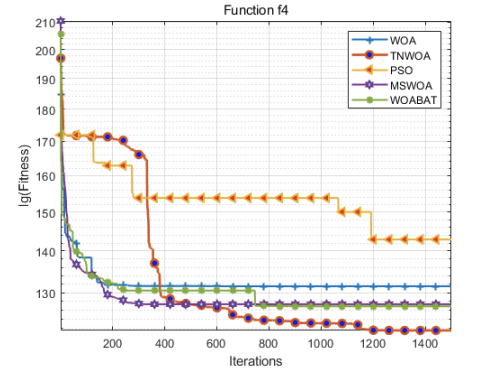 Function f4
lg(Fitness)
210
200
190
180
170
160
150
140
130
WOA
TNWOA
PSO
MSWOA
WOABAT
200 400 600 800 1000 1200 1400
Iterations